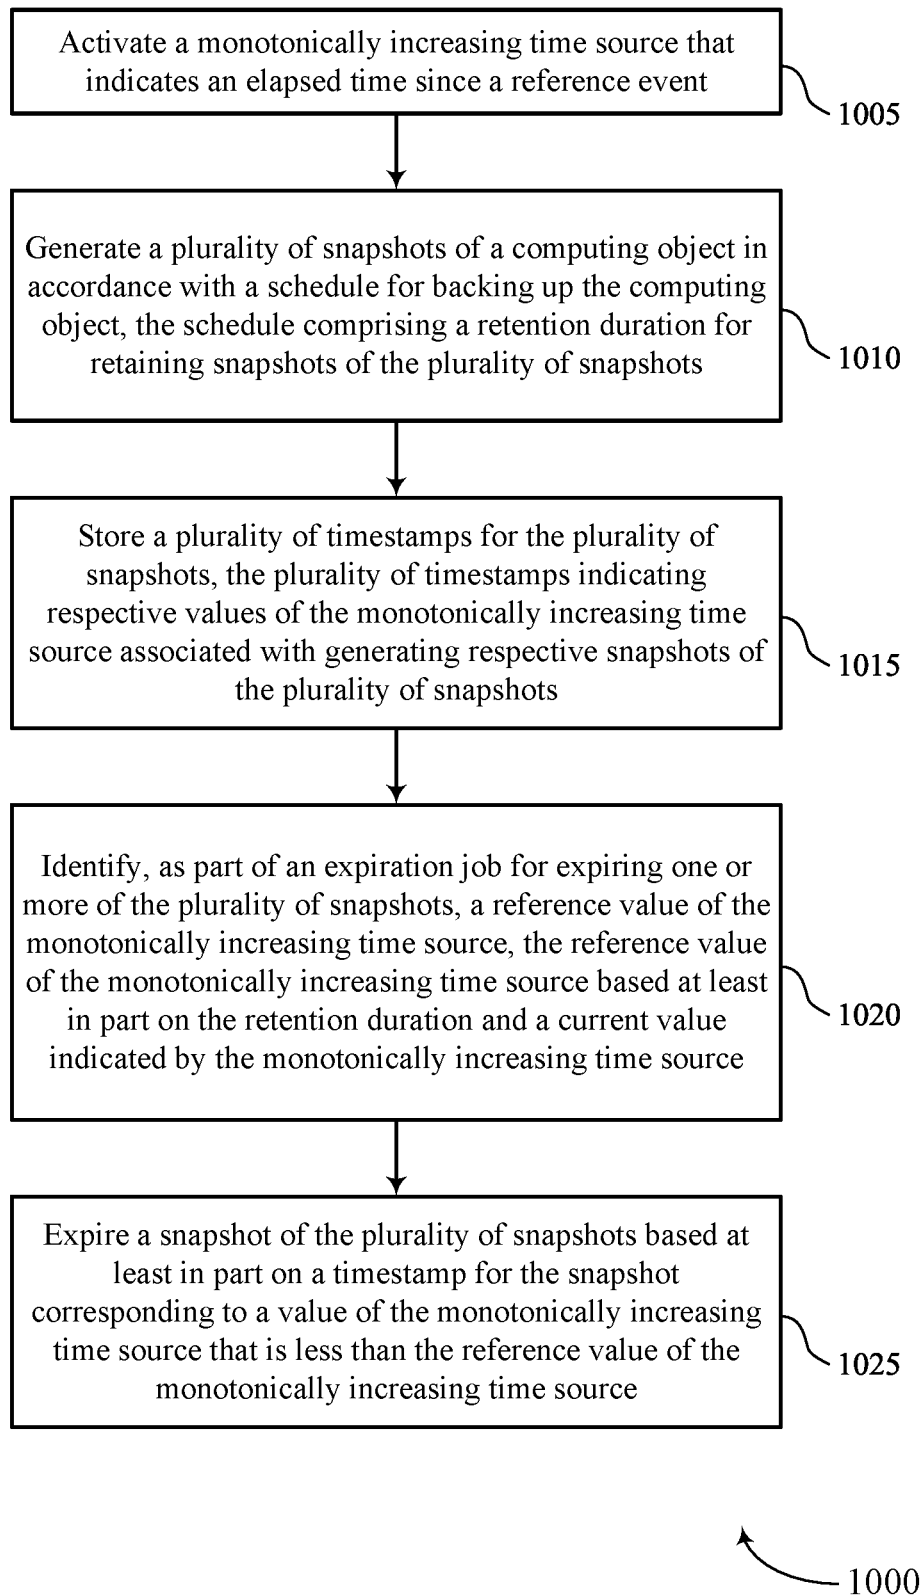 Activate a monotonically increasing time source that
indicates an elapsed time since a reference event
1005
Generate a plurality of snapshots of a computing object in
accordance with a schedule for backing up the computing
object, the schedule comprising a retention duration for
retaining snapshots of the plurality of snapshots
1010
Store a plurality of timestamps for the plurality of
snapshots, the plurality of timestamps indicating
respective values of the monotonically increasing time
source associated with generating respective snapshots of
the plurality of snapshots
1015
Identify, as part of an expiration job for expiring one or
more of the plurality of snapshots, a reference value of the
monotonically increasing time source, the reference value
of the monotonically increasing time source based at least
in part on the retention duration and a current value
indicated by the monotonically increasing time source
1020
Expire a snapshot of the plurality of snapshots based at
least in part on a timestamp for the snapshot
corresponding to a value of the monotonically increasing
time source that is less than the reference value of the
monotonically increasing time source
1025
1000